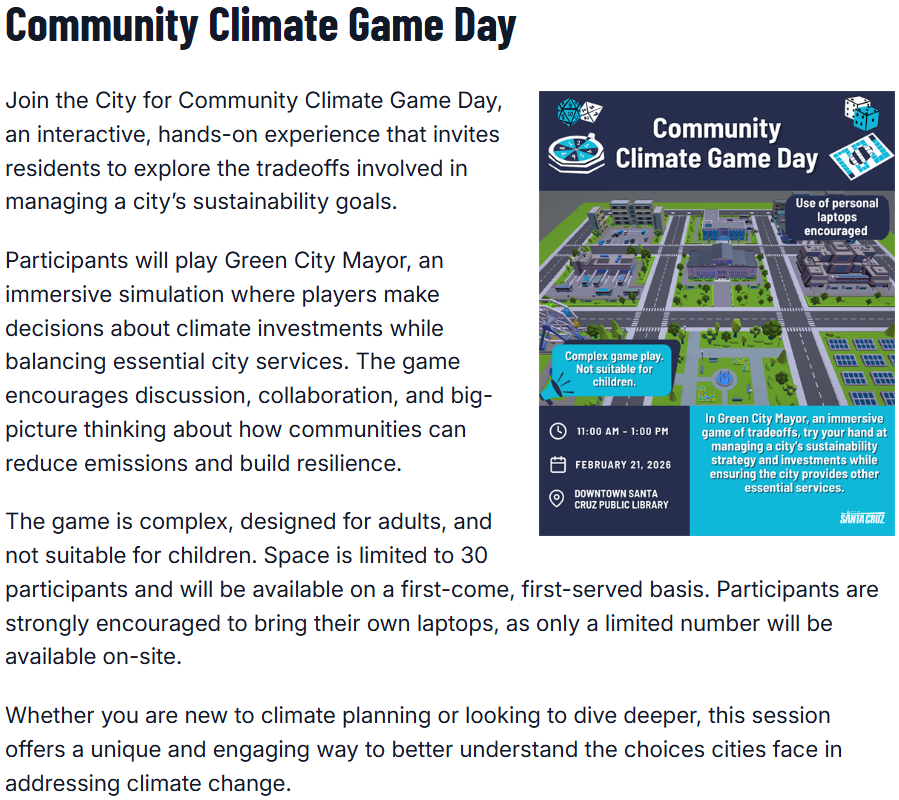 Community Climate Game Day
Join the City for Community Climate Game Day,
an interactive, hands-on experience that invites
residents to explore the tradeoffs involved in
managing a city’s sustainability goals.
Participants will play Green City Mayor, an
immersive simulation where players make
decisions about climate investments while
balancing essential city services. The game
encourages discussion, collaboration, and big-
picture thinking about how communities can
reduce emissions and build resilience.
The game is complex, designed for adults, and
not suitable for children. Space is limited to 30
participants and will be available on a first-come, first-served basis. Participants are
strongly encouraged to bring their own laptops, as only a limited number will be
available on-site.
Whether you are new to climate planning or looking to dive deeper, this session
offers a unique and engaging way to better understand the choices cities face in
addressing climate change.
Community
Climate Game Day
Use of personal
laptops
encouraged
Complex game play.
Not suitable for
children.
11:00 AM - 1:00 PM
FEBRUARY 21, 2026
DOWNTOWN SANTA
CRUZ PUBLIC LIBRARY
In Green City Mayor, an immersive
game of tradeoffs, try your hand at
managing a city's sustainability
strategy and investments while
ensuring the city provides other
essential services.
SANTA CRUZ